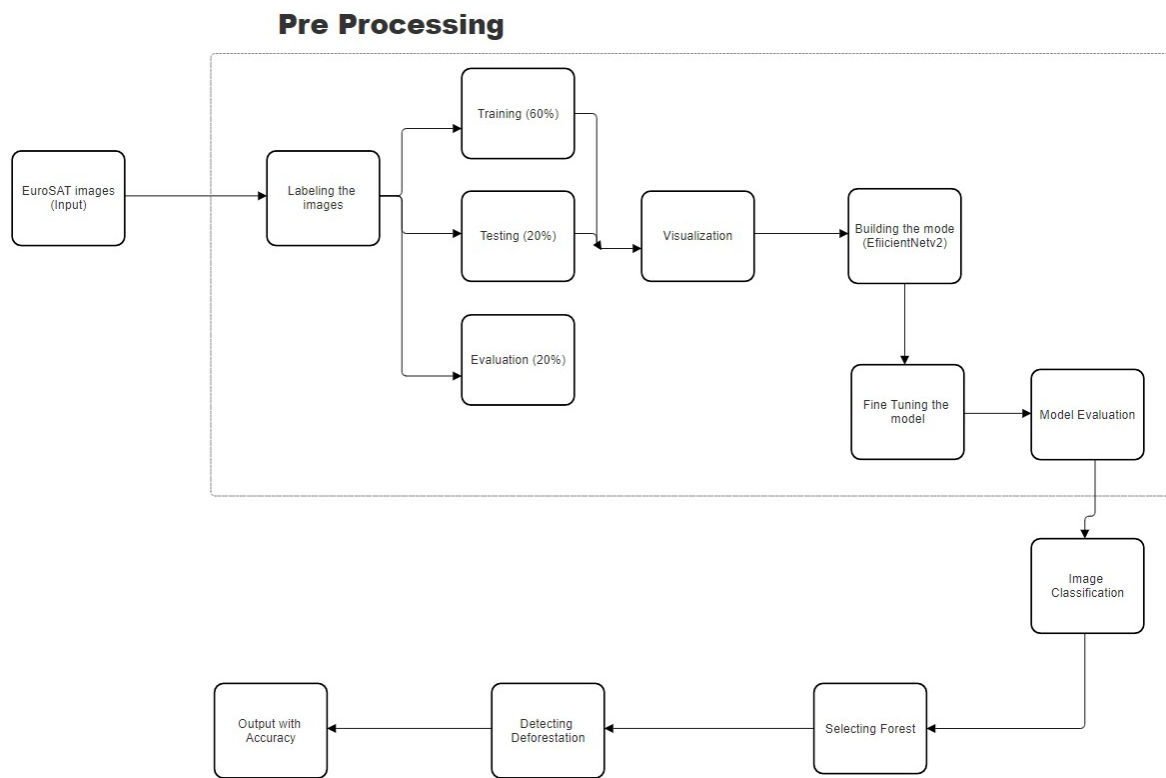 Pre Processing
EuroSAT images
(Input)
Labeling the
images
Training (60%)
Testing (20%)
Evaluation (20%)
Visualization
Building the mode
(EfiicientNetv2)
Fine Tuning the
model
Model Evaluation
Image
Classification
Selecting Forest
Detecting
Deforestation
Output with
Accuracy